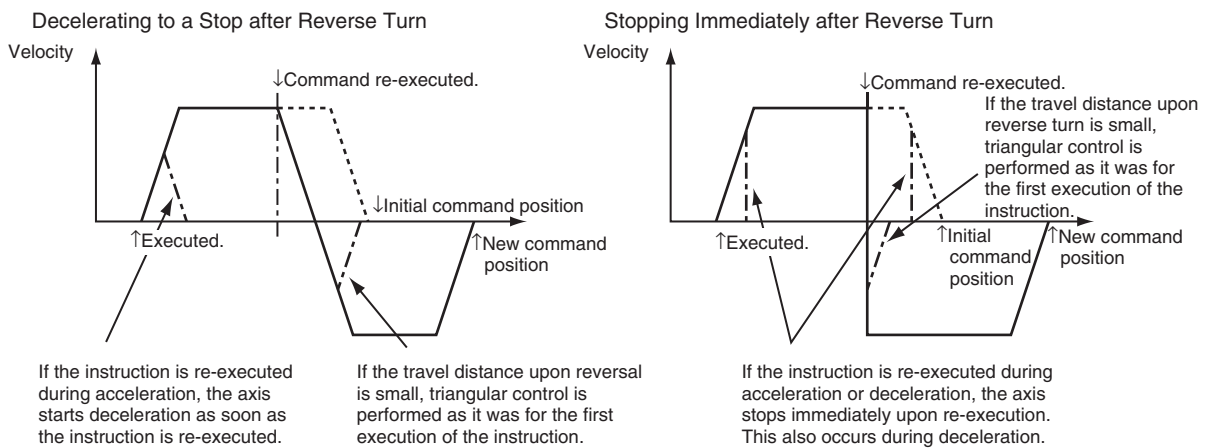 Decelerating to a Stop after Reverse Turn
Velocity
↓Command re-executed.
↓Initial command position
↑Executed.
↑New command
position
If the instruction is re-executed
during acceleration, the axis
starts deceleration as soon as
the instruction is re-executed.
If the travel distance upon reversal
is small, triangular control is
performed as it was for the first
execution of the instruction.
Stopping Immediately after Reverse Turn
Velocity
↓Command re-executed.
If the travel distance upon
reverse turn is small,
triangular control is
performed as it was for
the first execution of the
instruction.
↑Executed.
↑Initial
command
position
↑New command
position
If the instruction is re-executed during
acceleration or deceleration, the axis
stops immediately upon re-execution.
This also occurs during deceleration.